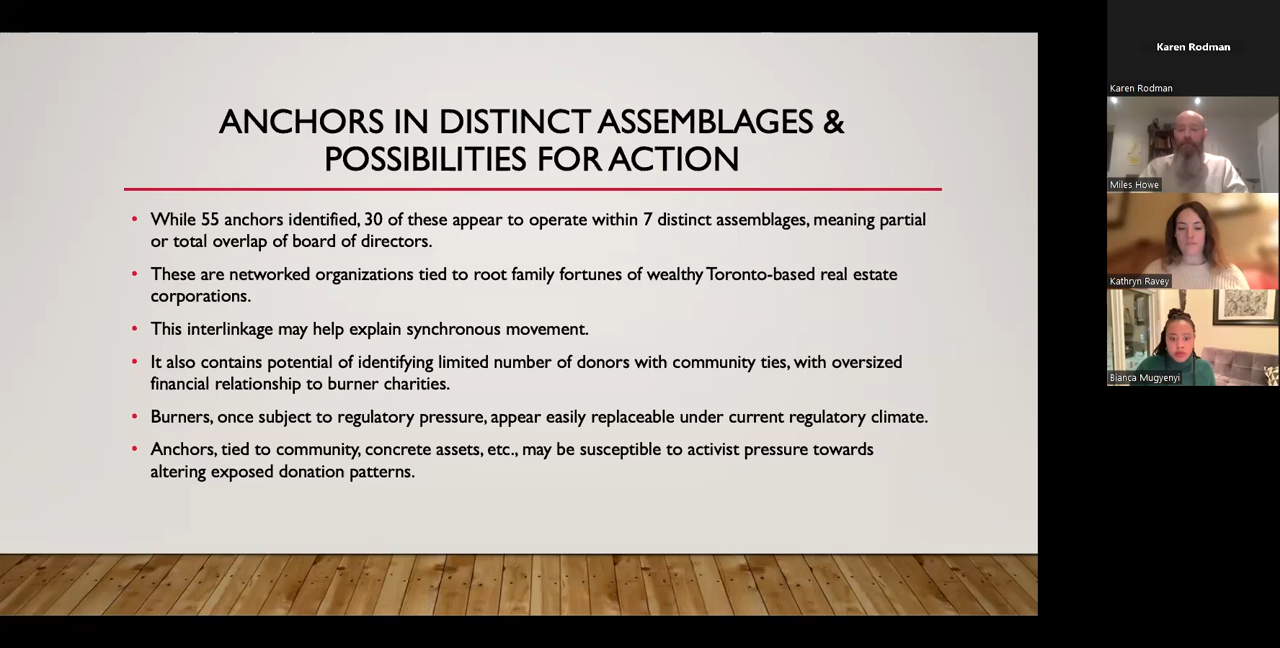 ANCHORS IN DISTINCT ASSEMBLAGES &
POSSIBILITIES FOR ACTION
• While 55 anchors identified, 30 of these appear to operate within 7 distinct assemblages, meaning partial
or total overlap of board of directors.
• These are networked organizations tied to root family fortunes of wealthy Toronto-based real estate
corporations.
• This interlinkage may help explain synchronous movement.
• It also contains potential of identifying limited number of donors with community ties, with oversized
financial relationship to burner charities.
• Burners, once subject to regulatory pressure, appear easily replaceable under current regulatory climate.
• Anchors, tied to community, concrete assets, etc., may be susceptible to activist pressure towards
altering exposed donation patterns.
Karen Rodman
Karen Rodman
Miles Howe
Kathryn Ravey
Bianca Mugyenyi